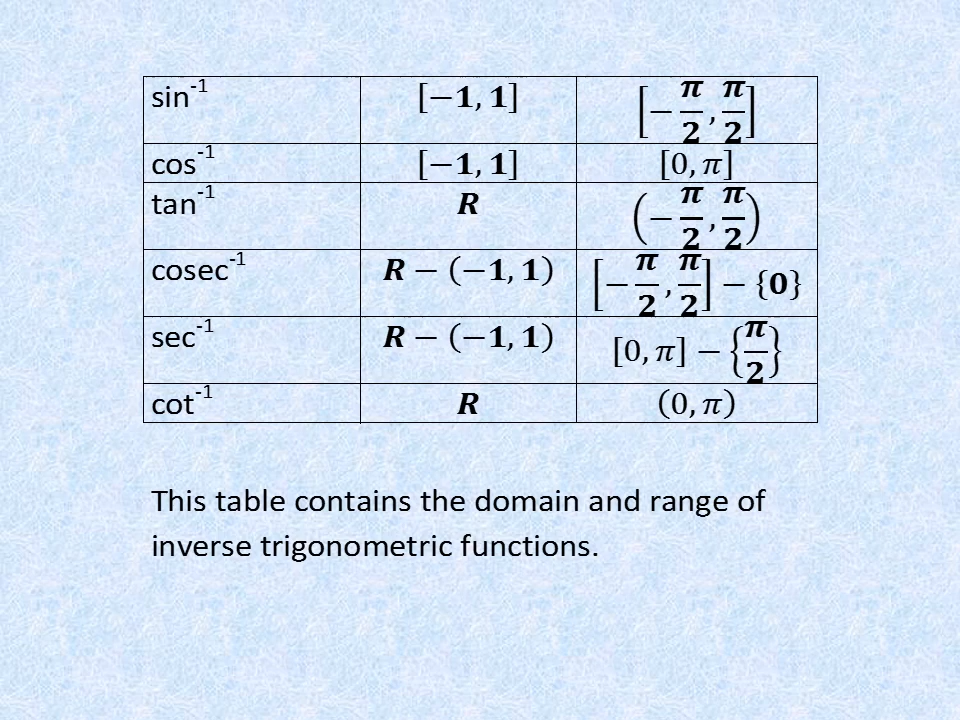 sin⁻¹ [−1, 1] [−π/2, π/2]
cos⁻¹ [−1, 1] [0, π]
tan⁻¹ R (−π/2, π/2)
cosec⁻¹ R − (−1, 1) [−π/2, π/2] − {0}
sec⁻¹ R − (−1, 1) [0, π] − {π/2}
cot⁻¹ R (0, π)
This table contains the domain and range of
inverse trigonometric functions.